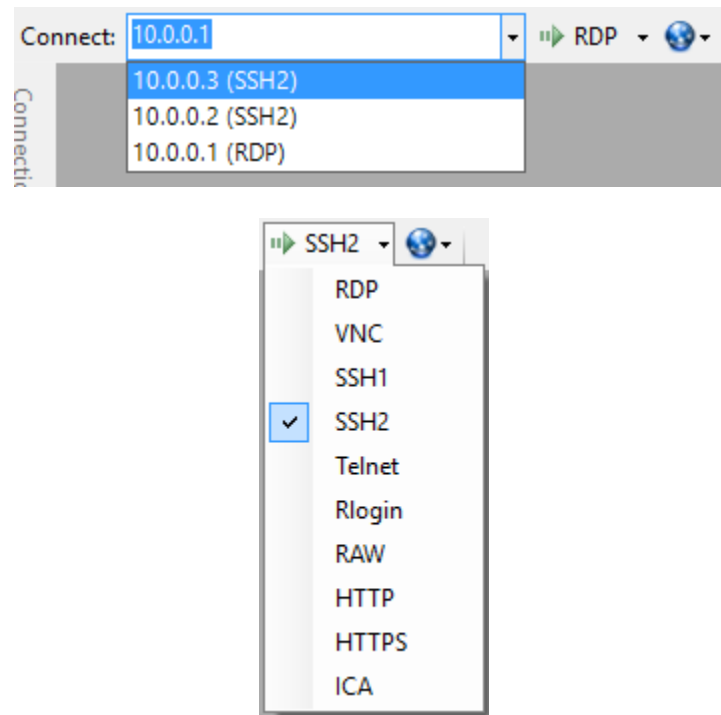 Connect: 10.0.0.1 RDP
10.0.0.3 (SSH2)
10.0.0.2 (SSH2)
10.0.0.1 (RDP)
Connectio
SSH2
RDP
VNC
SSH1
SSH2
Telnet
Rlogin
RAW
HTTP
HTTPS
ICA